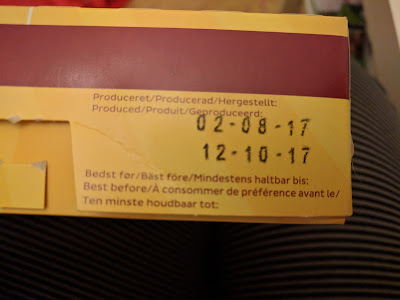 Produceret/Producerad/Hergestellt:
Produced/Produit/Geproduceerd:
02-08-17
12-10-17
Bedst før/Bäst före/Mindestens haltbar bis:
Best before/À consommer de préférence avant le/
Ten minste houdbaar tot: